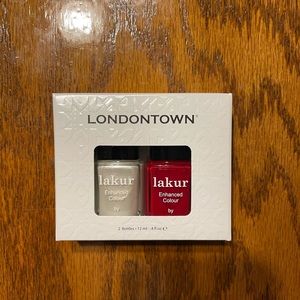 LONDONTOWN®
lakur
Enhanced
Colour
by
lakur
Enhanced
Colour
by
2 Bottles • 12 ml - .4 fl oz ℮